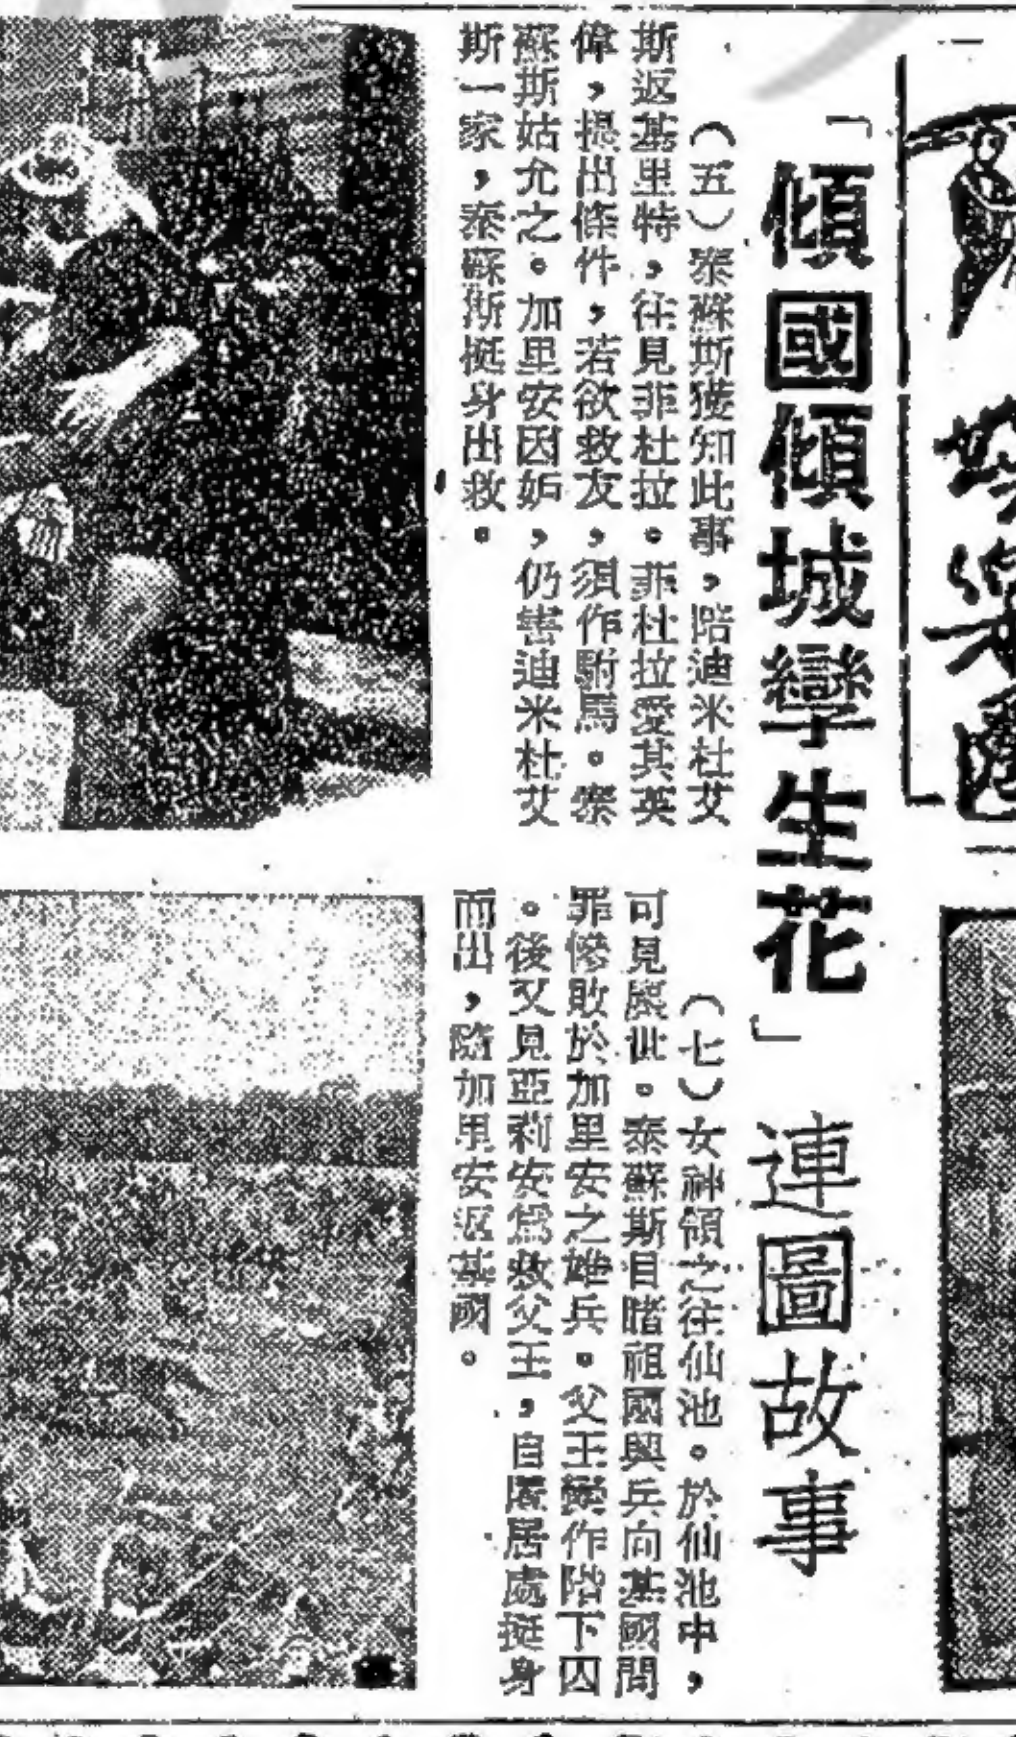 「傾國傾城孿生花」連圖故事
（五）泰蘇斯獲知此事，陪迪米杜艾
斯返基里特，往見菲杜拉。菲杜拉愛其英
偉，提出條件，若欲救友，須作駙馬。泰
蘇斯姑允之。加里安因妒，仍害迪米杜艾
斯一家，泰蘇斯挺身出救。
（七）女神領之往仙池。於仙池中，
可見塵世。泰蘇斯目睹祖國與兵向基國問
罪慘敗於加里安之雄兵。父王變作階下囚
。後又見亞莉安爲救父王，自匿居處挺身
而出，隨加里安返基國。